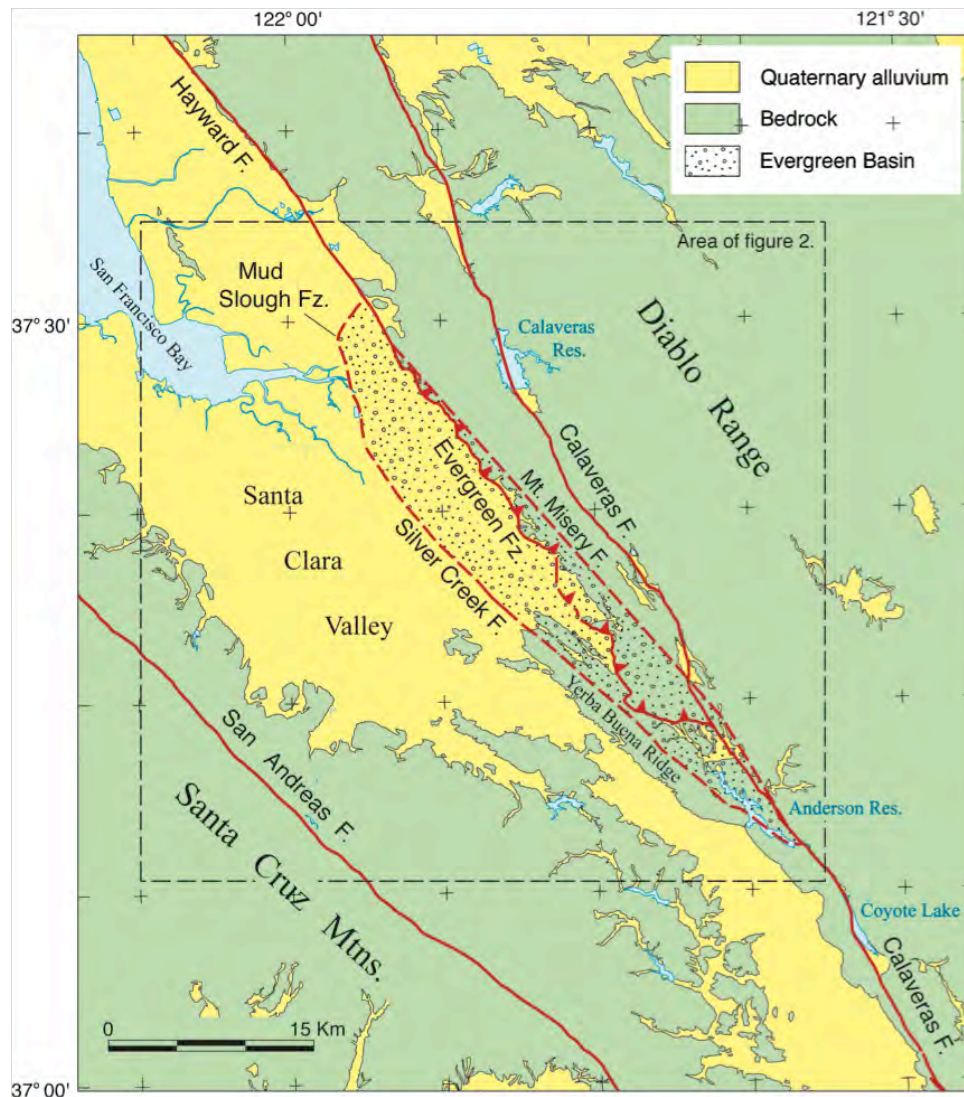 122° 00'
121° 30'
Quaternary alluvium
Bedrock
Evergreen Basin
Hayward F.
Area of figure 2.
Mud
Slough Fz.
San Francisco Bay
37° 30'
Calaveras
Res.
Diablo Range
Calaveras F.
Mt. Misery F.
Evergreen Fz.
Silver Creek F.
Santa
Clara
Valley
Yerba Buena Ridge
San Andreas F.
Santa Cruz Mtns.
Anderson Res.
Coyote Lake
Calaveras F.
0 15 Km
37° 00'